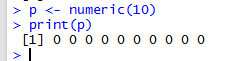 > p <- numeric(10)
> print(p)
[1] 0 0 0 0 0 0 0 0 0 0
>